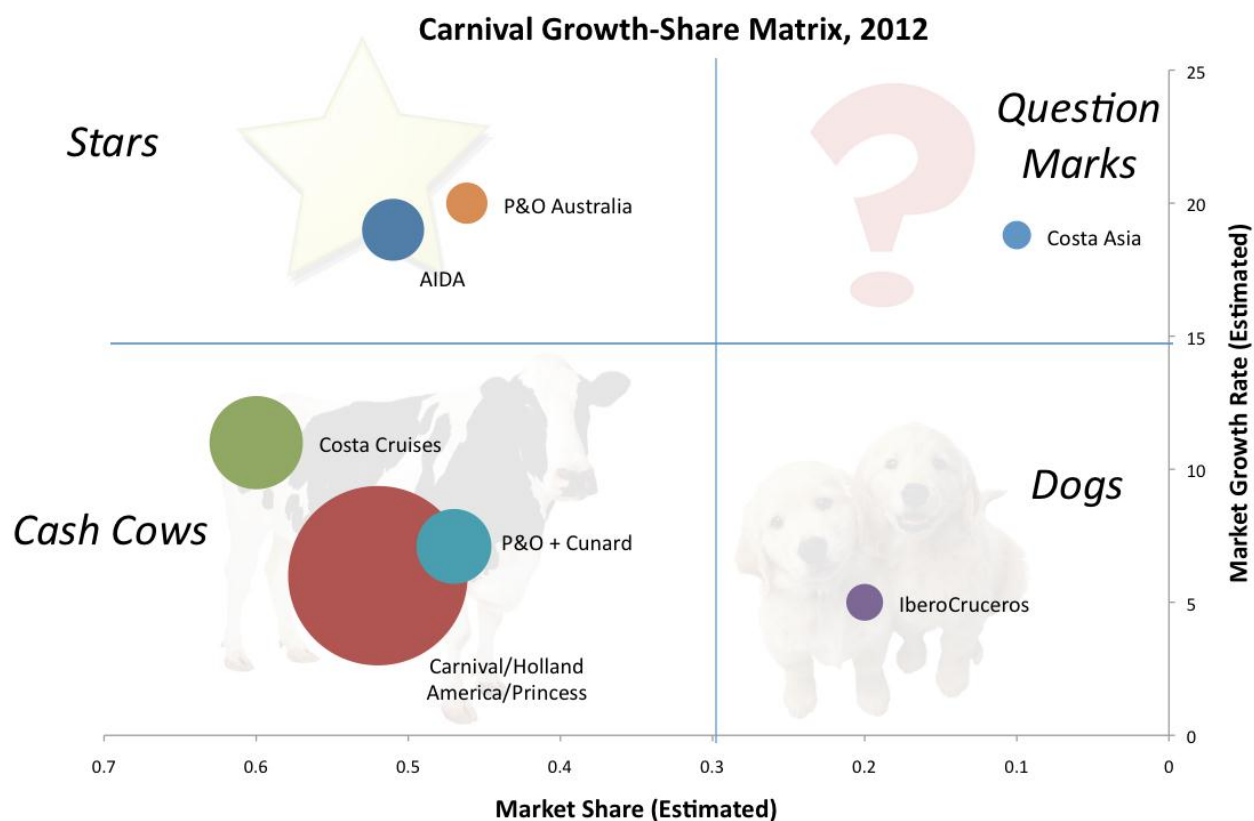 Carnival Growth-Share Matrix, 2012
Stars
Question
Marks
P&O Australia
Costa Asia
AIDA
Costa Cruises
Dogs
Cash Cows
P&O + Cunard
IberoCruceros
Carnival/Holland
America/Princess
25
20
15
10
5
0
Market Growth Rate (Estimated)
0.7
0.6
0.5
0.4
0.3
0.2
0.1
0
Market Share (Estimated)